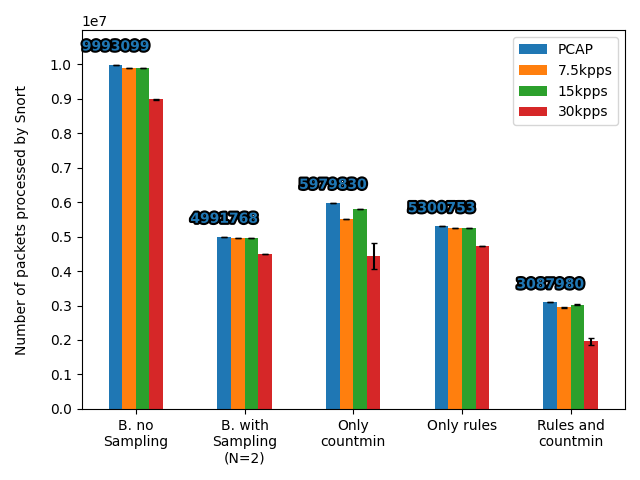 1e7
Number of packets processed by Snort
1.0
0.9
0.8
0.7
0.6
0.5
0.4
0.3
0.2
0.1
0.0
9993099
4991768
5979830
5300753
3087980
PCAP
7.5kpps
15kpps
30kpps
B. no
Sampling
B. with
Sampling
(N=2)
Only
countmin
Only rules
Rules and
countmin